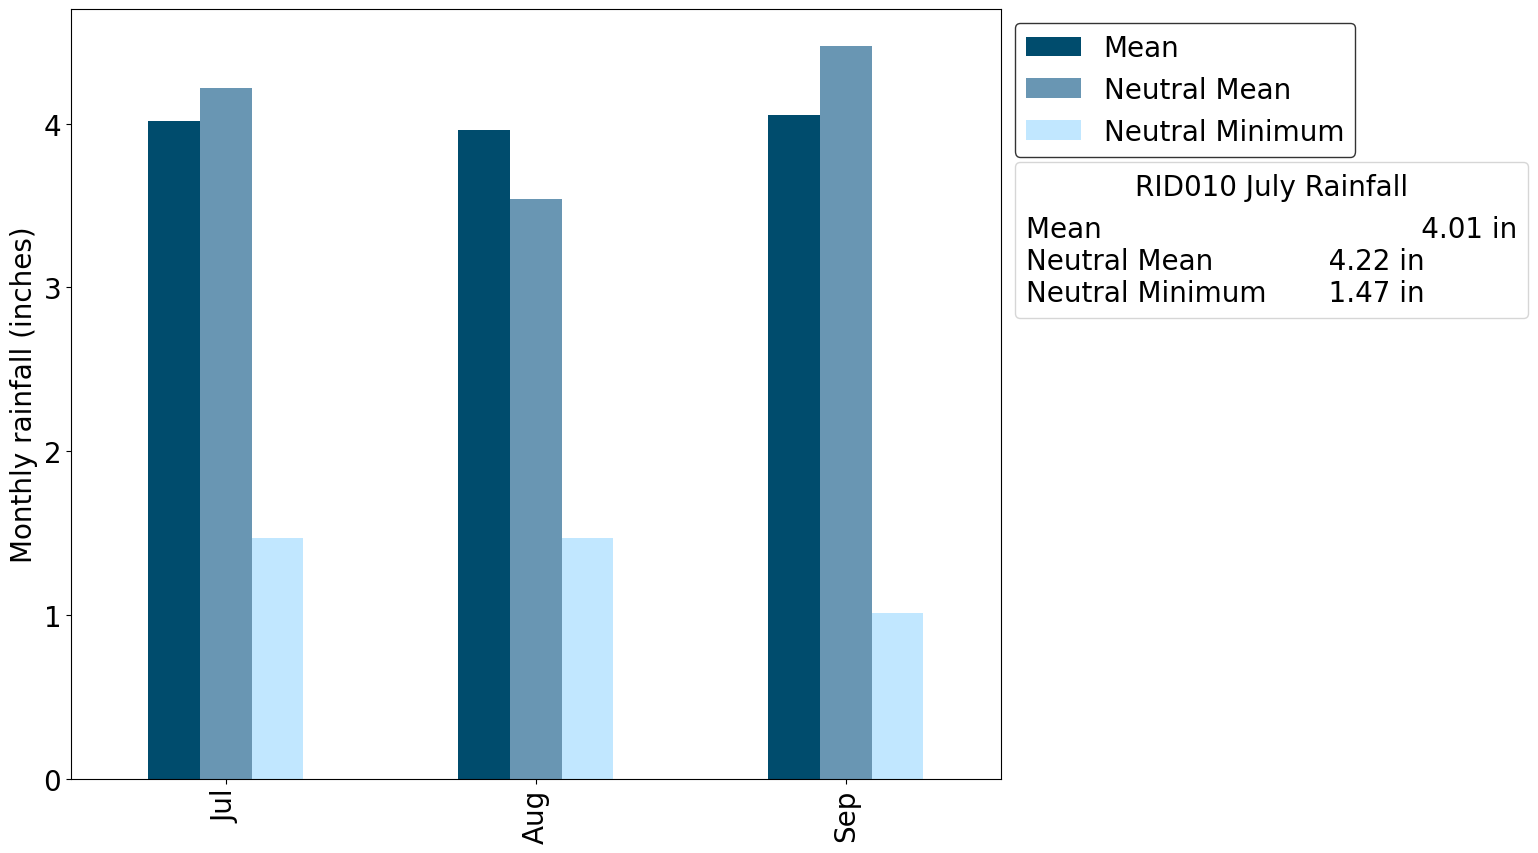 Mean
Neutral Mean
Neutral Minimum
RID010 July Rainfall
Mean 4.01 in
Neutral Mean 4.22 in
Neutral Minimum 1.47 in
Monthly rainfall (inches)
4
3
2
1
0
Jul
Aug
Sep